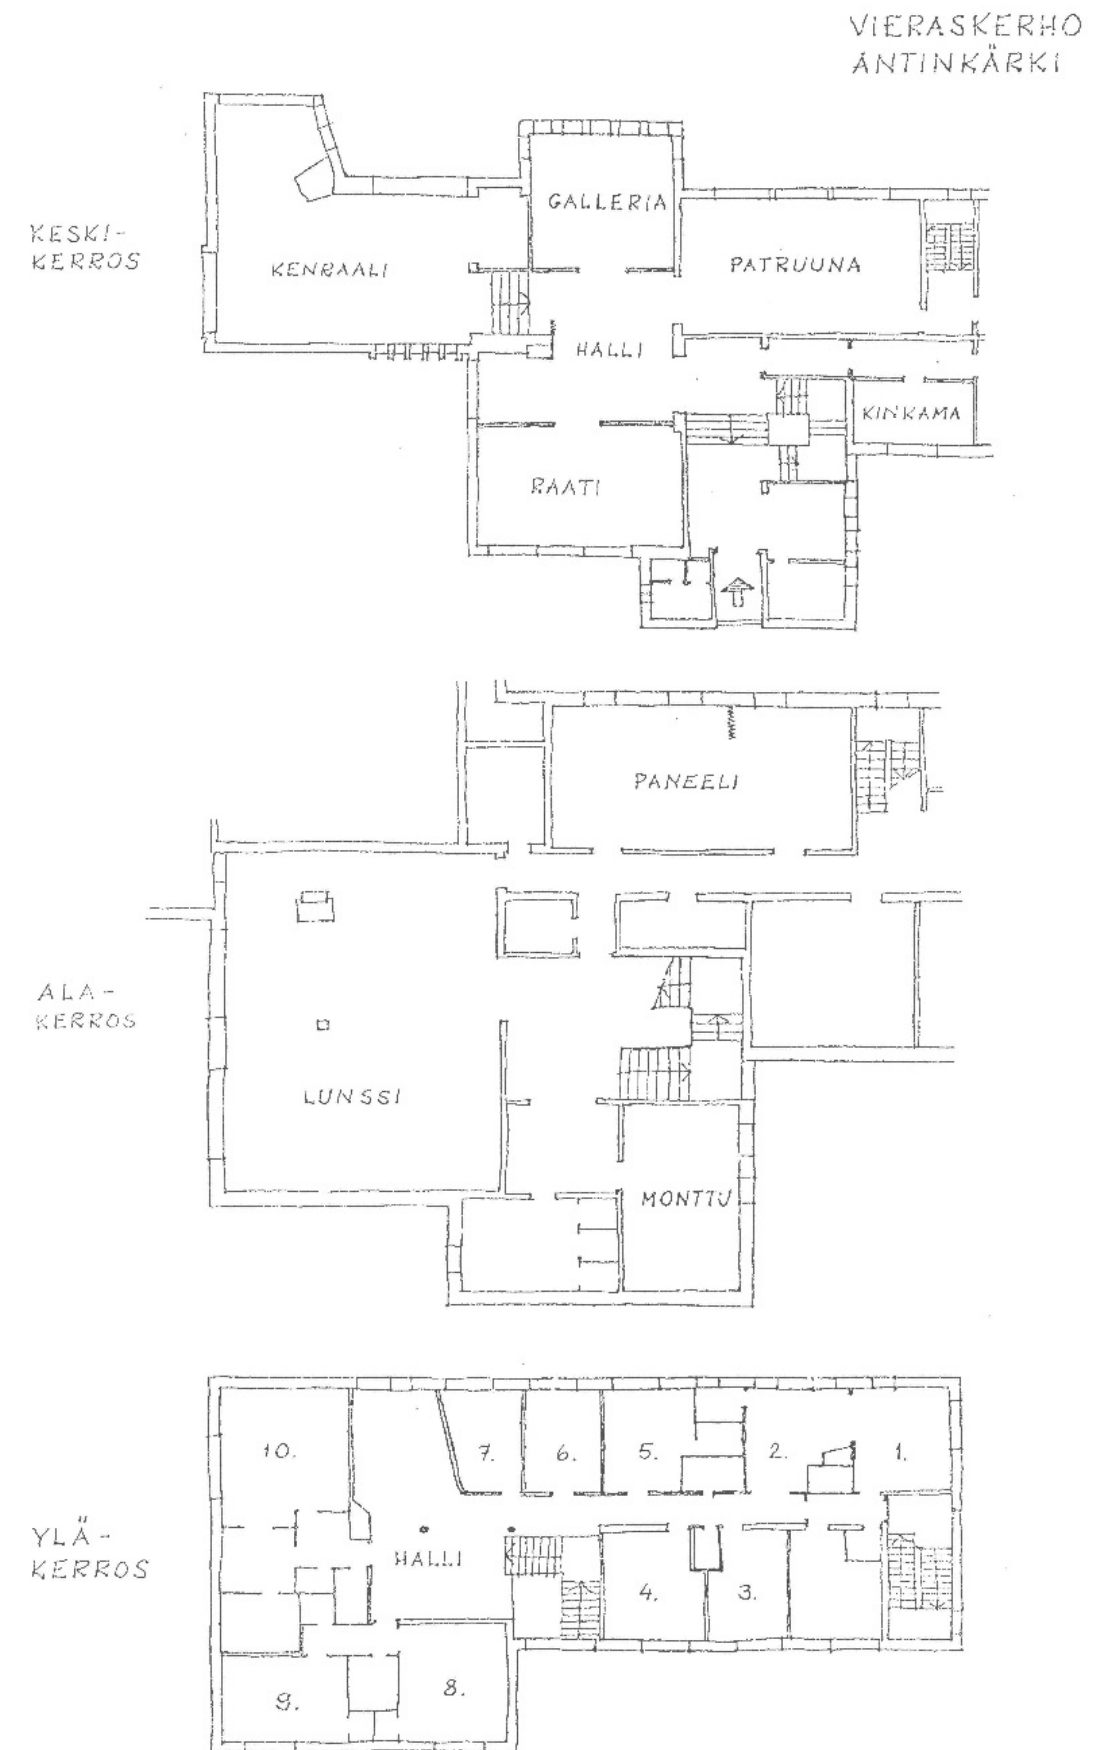 VIERASKERHO
ANTINKÄRKI
KESKI-
KERROS
GALLERIA
KENRAALI
PATRUUNA
HALLI
KINKAMA
RAATI
PANEELI
ALA-
KERROS
LUNSSI
MONTTU
10.
7.
6.
5.
2.
1.
YLÄ-
KERROS
HALLI
4.
3.
9.
8.